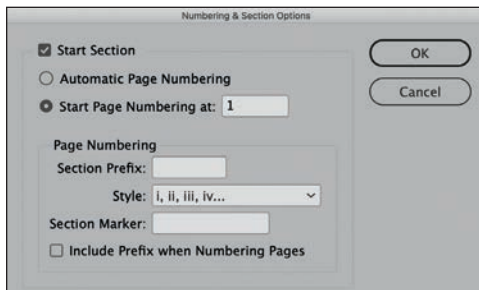 Numbering & Section Options
Start Section
OK
Automatic Page Numbering
Cancel
Start Page Numbering at: 1
Page Numbering
Section Prefix:
Style: i, ii, iii, iv...
Section Marker:
Include Prefix when Numbering Pages